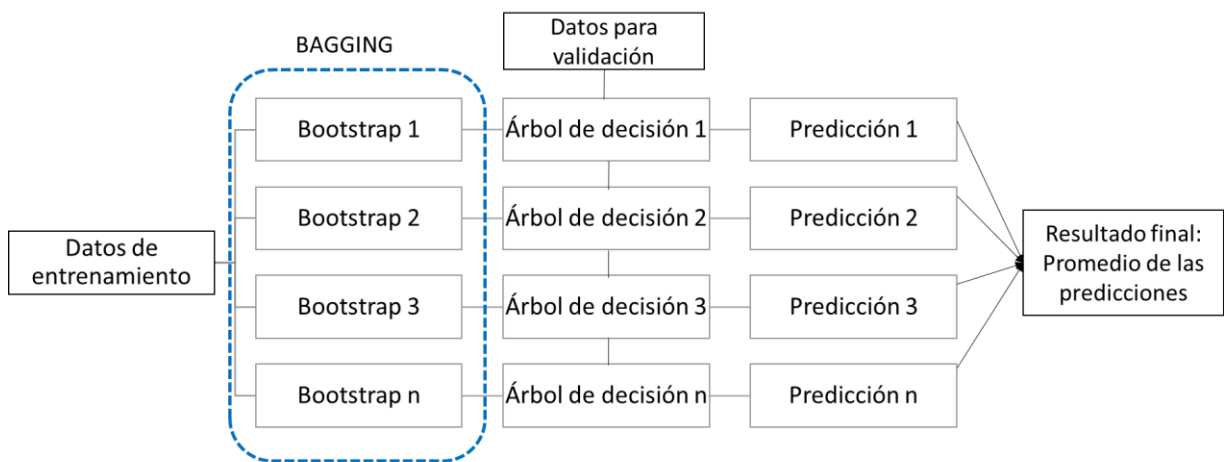 BAGGING
Datos para
validación
Bootstrap 1
Árbol de decisión 1
Predicción 1
Bootstrap 2
Árbol de decisión 2
Predicción 2
Datos de
entrenamiento
Resultado final:
Promedio de las
predicciones
Bootstrap 3
Árbol de decisión 3
Predicción 3
Bootstrap n
Árbol de decisión n
Predicción n